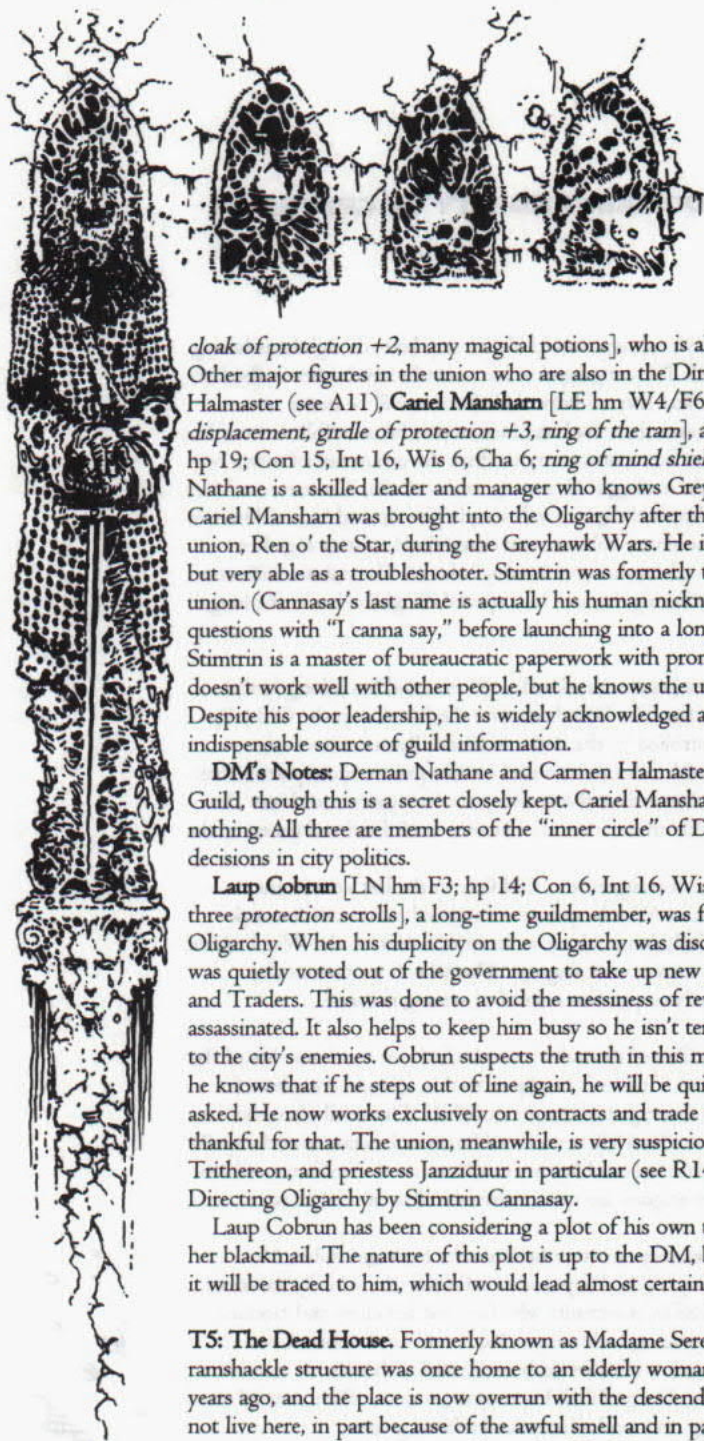 cloak of protection +2, many magical potions], who is al
Other major figures in the union who are also in the Dir
Halmaster (see A11), Cariel Mansharn [LE hm W4/F6
displacement, girdle of protection +3, ring of the ram], a
hp 19; Con 15, Int 16, Wis 6, Cha 6; ring of mind shiel
Nathane is a skilled leader and manager who knows Grey
Cariel Mansharn was brought into the Oligarchy after th
union, Ren o' the Star, during the Greyhawk Wars. He i
but very able as a troubleshooter. Stimtrin was formerly t
union. (Cannasay's last name is actually his human nickn
questions with "I canna say," before launching into a lon
Stimtrin is a master of bureaucratic paperwork with pron
doesn't work well with other people, but he knows the u
Despite his poor leadership, he is widely acknowledged a
indispensable source of guild information.
DM's Notes: Dernan Nathane and Carmen Halmaste
Guild, though this is a secret closely kept. Cariel Mansha
nothing. All three are members of the "inner circle" of D
decisions in city politics.
Laup Cobrun [LN hm F3; hp 14; Con 6, Int 16, Wis
three protection scrolls], a long-time guildmember, was f
Oligarchy. When his duplicity on the Oligarchy was disc
was quietly voted out of the government to take up new
and Traders. This was done to avoid the messiness of re
assassinated. It also helps to keep him busy so he isn't ter
to the city's enemies. Cobrun suspects the truth in this m
he knows that if he steps out of line again, he will be qui
asked. He now works exclusively on contracts and trade
thankful for that. The union, meanwhile, is very suspicio
Trithereon, and priestess Janziduur in particular (see R14
Directing Oligarchy by Stimtrin Cannasay.
Laup Cobrun has been considering a plot of his own t
her blackmail. The nature of this plot is up to the DM, b
it will be traced to him, which would lead almost certain
T5: The Dead House. Formerly known as Madame Sere
ramshackle structure was once home to an elderly woman
years ago, and the place is now overrun with the descend
not live here, in part because of the awful smell and in pa